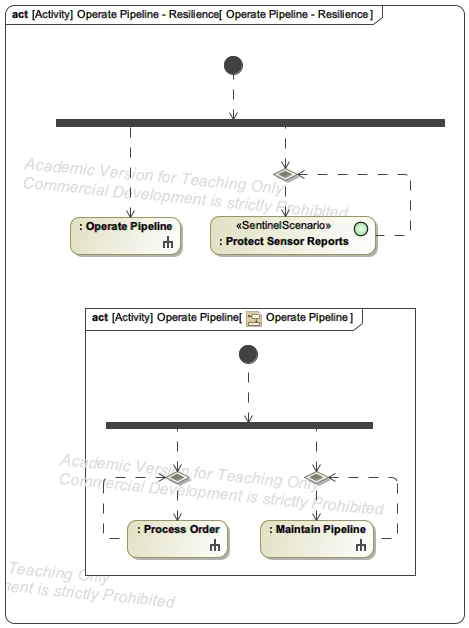 act [Activity] Operate Pipeline - Resilience[ Operate Pipeline - Resilience ]
Academic Version for Teaching Only
Commercial Development is strictly Prohibited
: Operate Pipeline
«SentinelScenario»
: Protect Sensor Reports
act [Activity] Operate Pipeline[ Operate Pipeline ]
Academic Version for Teaching Only
Commercial Development is strictly Prohibited
: Process Order
: Maintain Pipeline
Teaching Only
ment is strictly Prohibited